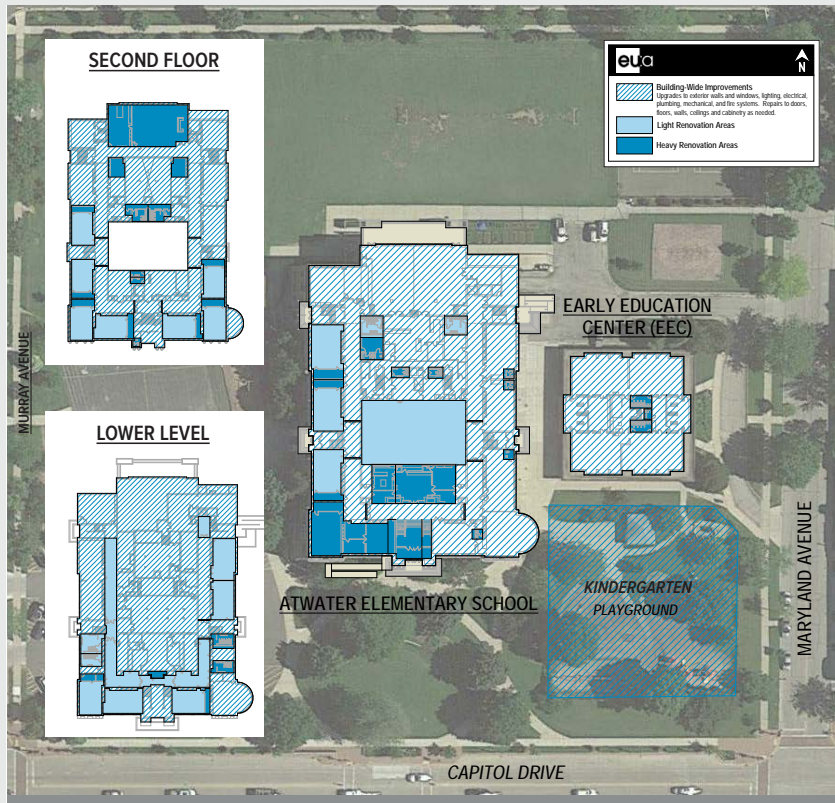 SECOND FLOOR
eua
N
Building-Wide Improvements
Upgrades to exterior walls and windows, lighting, electrical,
plumbing, mechanical, and fire systems. Repairs to doors,
floors, walls, ceilings and cabinetry as needed.
Light Renovation Areas
Heavy Renovation Areas
MURRAY AVENUE
EARLY EDUCATION
CENTER (EEC)
LOWER LEVEL
ATWATER ELEMENTARY SCHOOL
KINDERGARTEN
PLAYGROUND
MARYLAND AVENUE
CAPITOL DRIVE